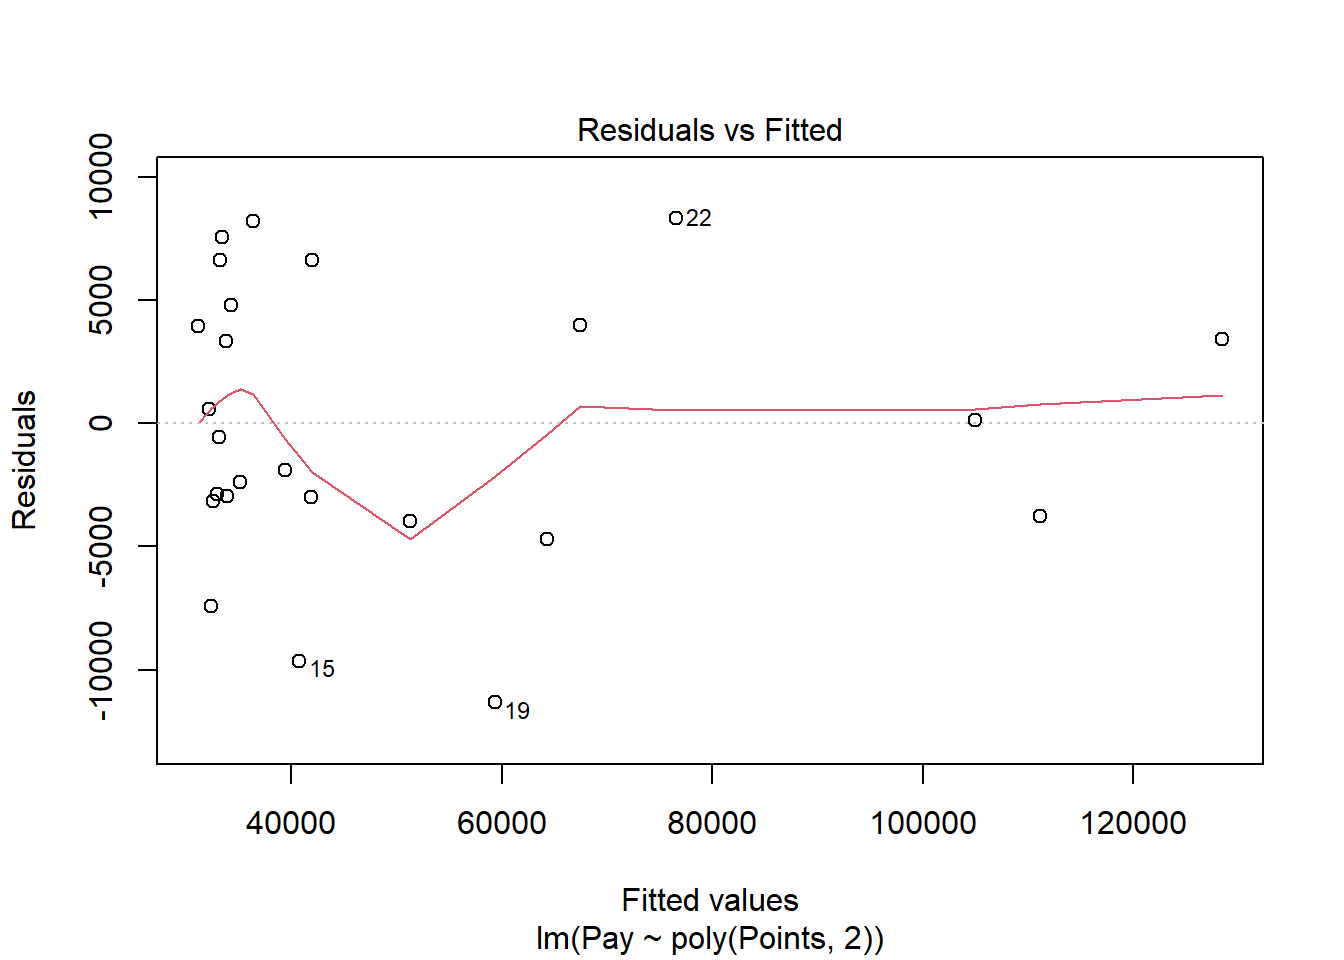 Residuals vs Fitted
10000
5000
0
-5000
-10000
Residuals
22
15
19
40000 60000 80000 100000 120000
Fitted values
lm(Pay ~ poly(Points, 2))